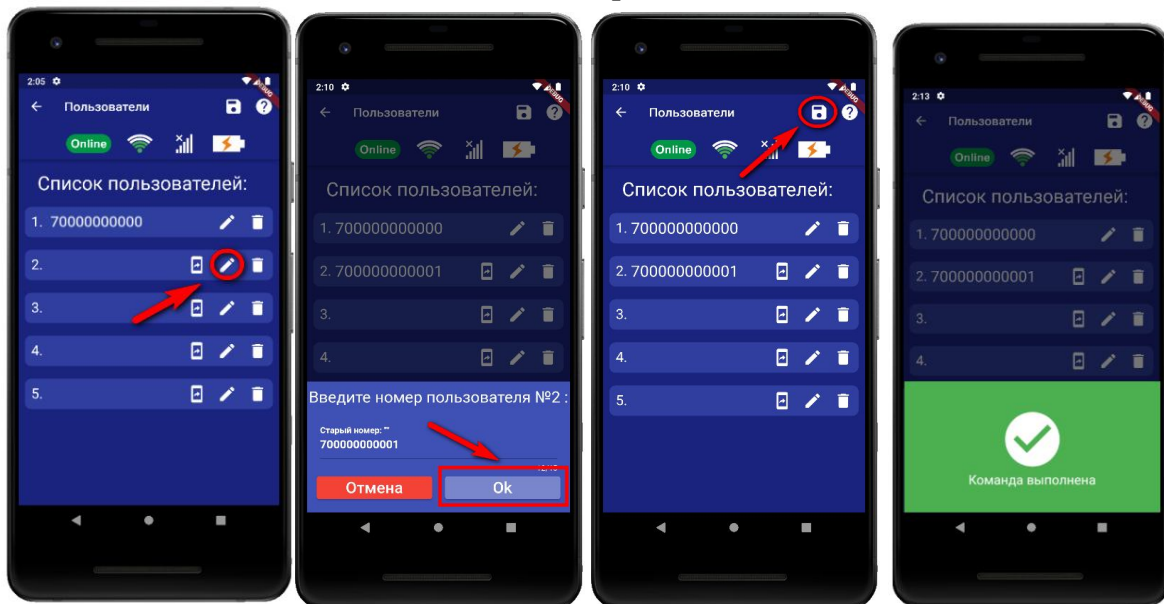 2:05
Пользователи
Online
Список пользователей:
1. 70000000000
2.
3.
4.
5.
2:10
Пользователи
Online
Список пользователей:
1. 700000000000
2. 700000000001
3.
4.
Введите номер пользователя №2 :
Старый номер: ""
700000000001
Отмена Ok
2:10
Пользователи
Online
Список пользователей:
1. 700000000000
2. 700000000001
3.
4.
5.
2:13
Пользователи
Online
Список пользователей:
1. 700000000000
2. 700000000001
3.
4.
Команда выполнена